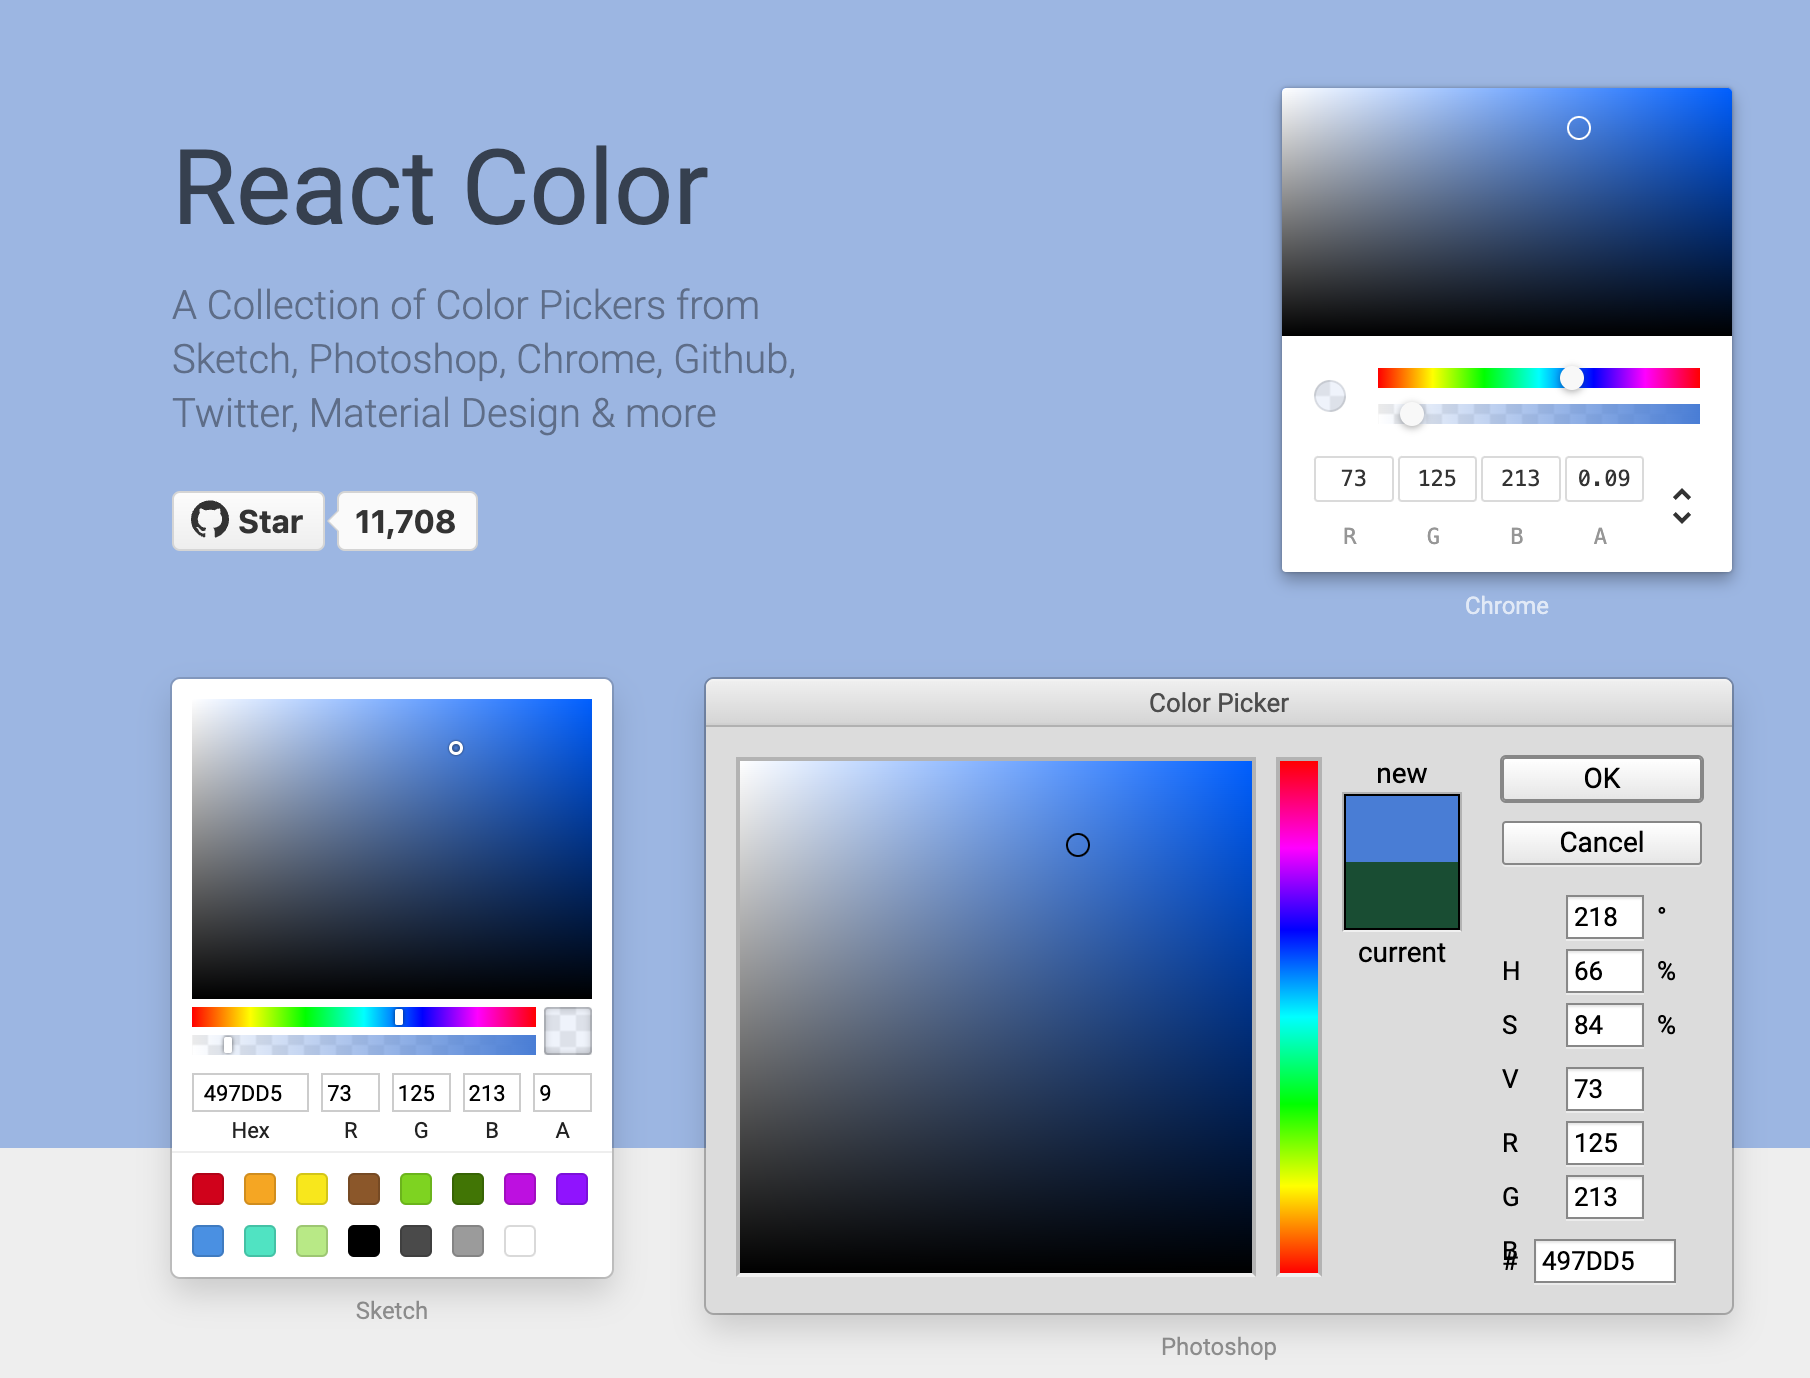 React Color
A Collection of Color Pickers from
Sketch, Photoshop, Chrome, Github,
Twitter, Material Design & more
Star 11,708
73 125 213 0.09
R G B A
Chrome
497DD5 73 125 213 9
Hex R G B A
Sketch
Color Picker
new
current
OK
Cancel
218 °
H 66 %
S 84 %
V 73
R 125
G 213
B
# 497DD5
Photoshop